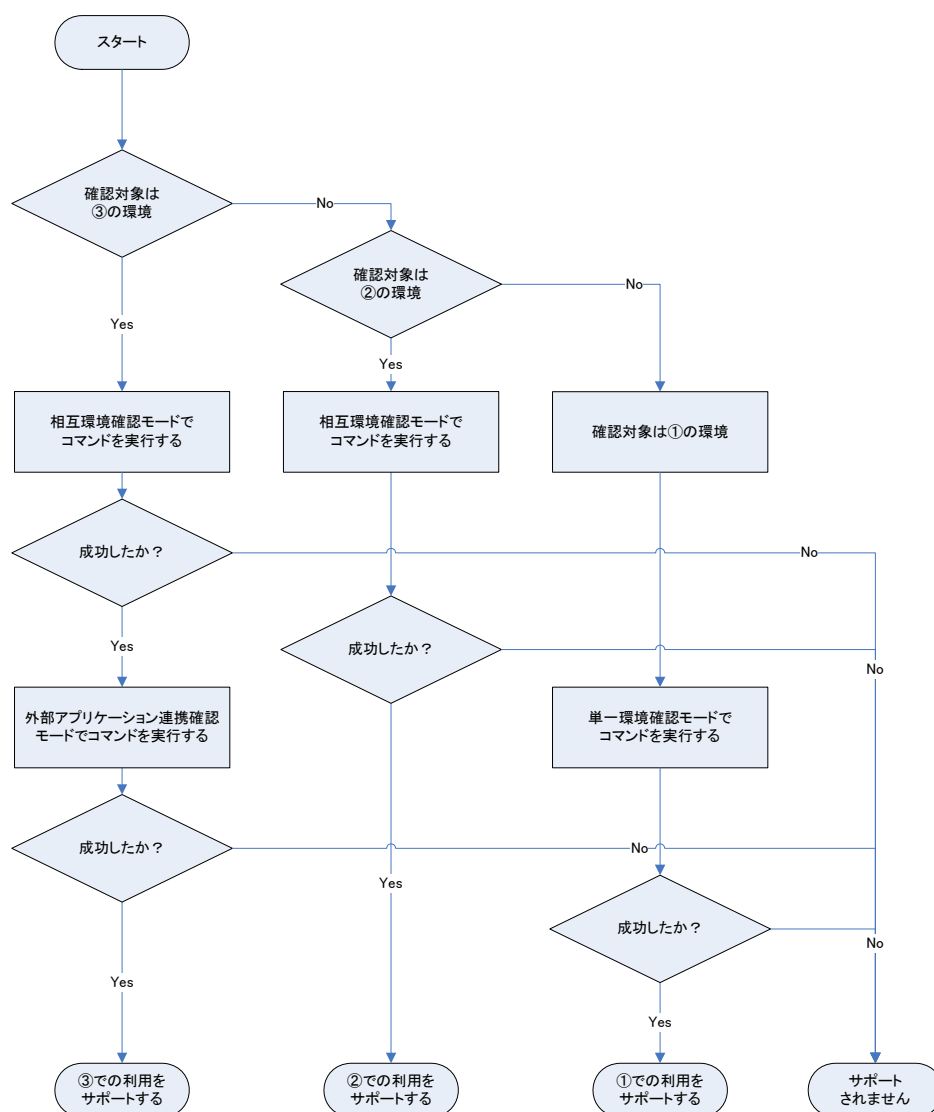 スタート
確認対象は
③の環境
No
確認対象は
②の環境
No
Yes
Yes
相互環境確認モードで
コマンドを実行する
相互環境確認モードで
コマンドを実行する
確認対象は①の環境
成功したか？
No
Yes
成功したか？
No
外部アプリケーション連携確認
モードでコマンドを実行する
単一環境確認モードで
コマンドを実行する
成功したか？
No
Yes
成功したか？
No
Yes
Yes
③での利用を
サポートする
②での利用を
サポートする
①での利用を
サポートする
サポート
されません